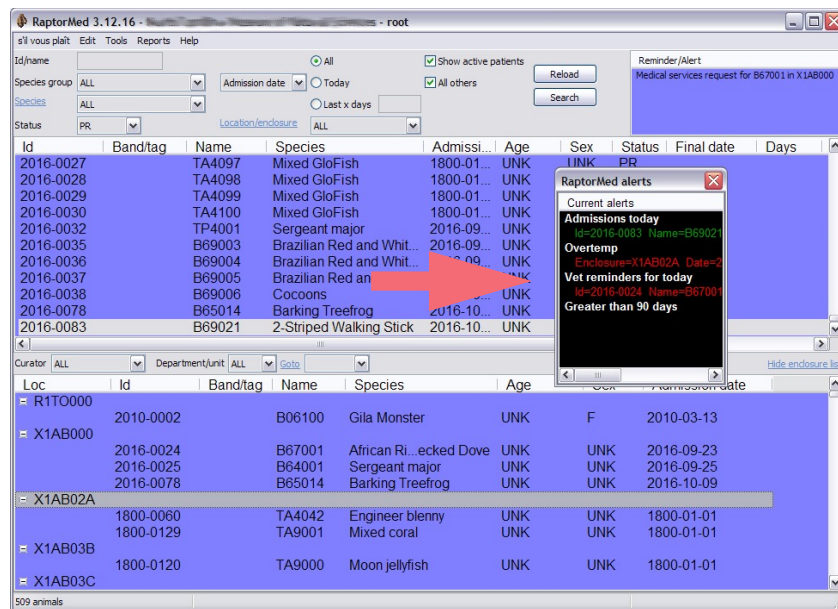 RaptorMed 3.12.16 - - root
s'il vous plaît Edit Tools Reports Help
Id/name All Show active patients Reminder/Alert
Species group ALL Admission date Today All others Reload Medical services request for B67001 in X1AB000
Species ALL Last x days Search
Status PR Location/enclosure ALL
Id Band/tag Name Species Admissi... Age Sex Status Final date Days
2016-0027 TA4097 Mixed GloFish 1800-01... UNK UNK PR
2016-0028 TA4098 Mixed GloFish 1800-01... UNK
2016-0029 TA4099 Mixed GloFish 1800-01... UNK
2016-0030 TA4100 Mixed GloFish 1800-01... UNK
2016-0032 TP4001 Sergeant major 2016-09... UNK
2016-0035 B69003 Brazilian Red and Whit... 2016-09... UNK
2016-0036 B69004 Brazilian Red and Whit... UNK
2016-0037 B69005 Brazilian Red an
2016-0038 B69006 Cocoons UNK
2016-0078 B65014 Barking Treefrog 2016-10... UNK
2016-0083 B69021 2-Striped Walking Stick 2016-10... UNK
RaptorMed alerts
Current alerts
Admissions today
Id=2016-0083 Name=B69021
Overtemp
Enclosure=X1AB02A Date=2
Vet reminders for today
Id=2016-0024 Name=B67001
Greater than 90 days
Curator ALL Department/unit ALL Goto Hide enclosure lis
Loc Id Band/tag Name Species Age Sex Admission date
R1TO000
2010-0002 B06100 Gila Monster UNK F 2010-03-13
X1AB000
2016-0024 B67001 African Ri...ecked Dove UNK UNK 2016-09-23
2016-0025 B64001 Sergeant major UNK UNK 2016-09-25
2016-0078 B65014 Barking Treefrog UNK UNK 2016-10-09
X1AB02A
1800-0060 TA4042 Engineer blenny UNK UNK 1800-01-01
1800-0129 TA9001 Mixed coral UNK UNK 1800-01-01
X1AB03B
1800-0120 TA9000 Moon jellyfish UNK UNK 1800-01-01
X1AB03C
509 animals